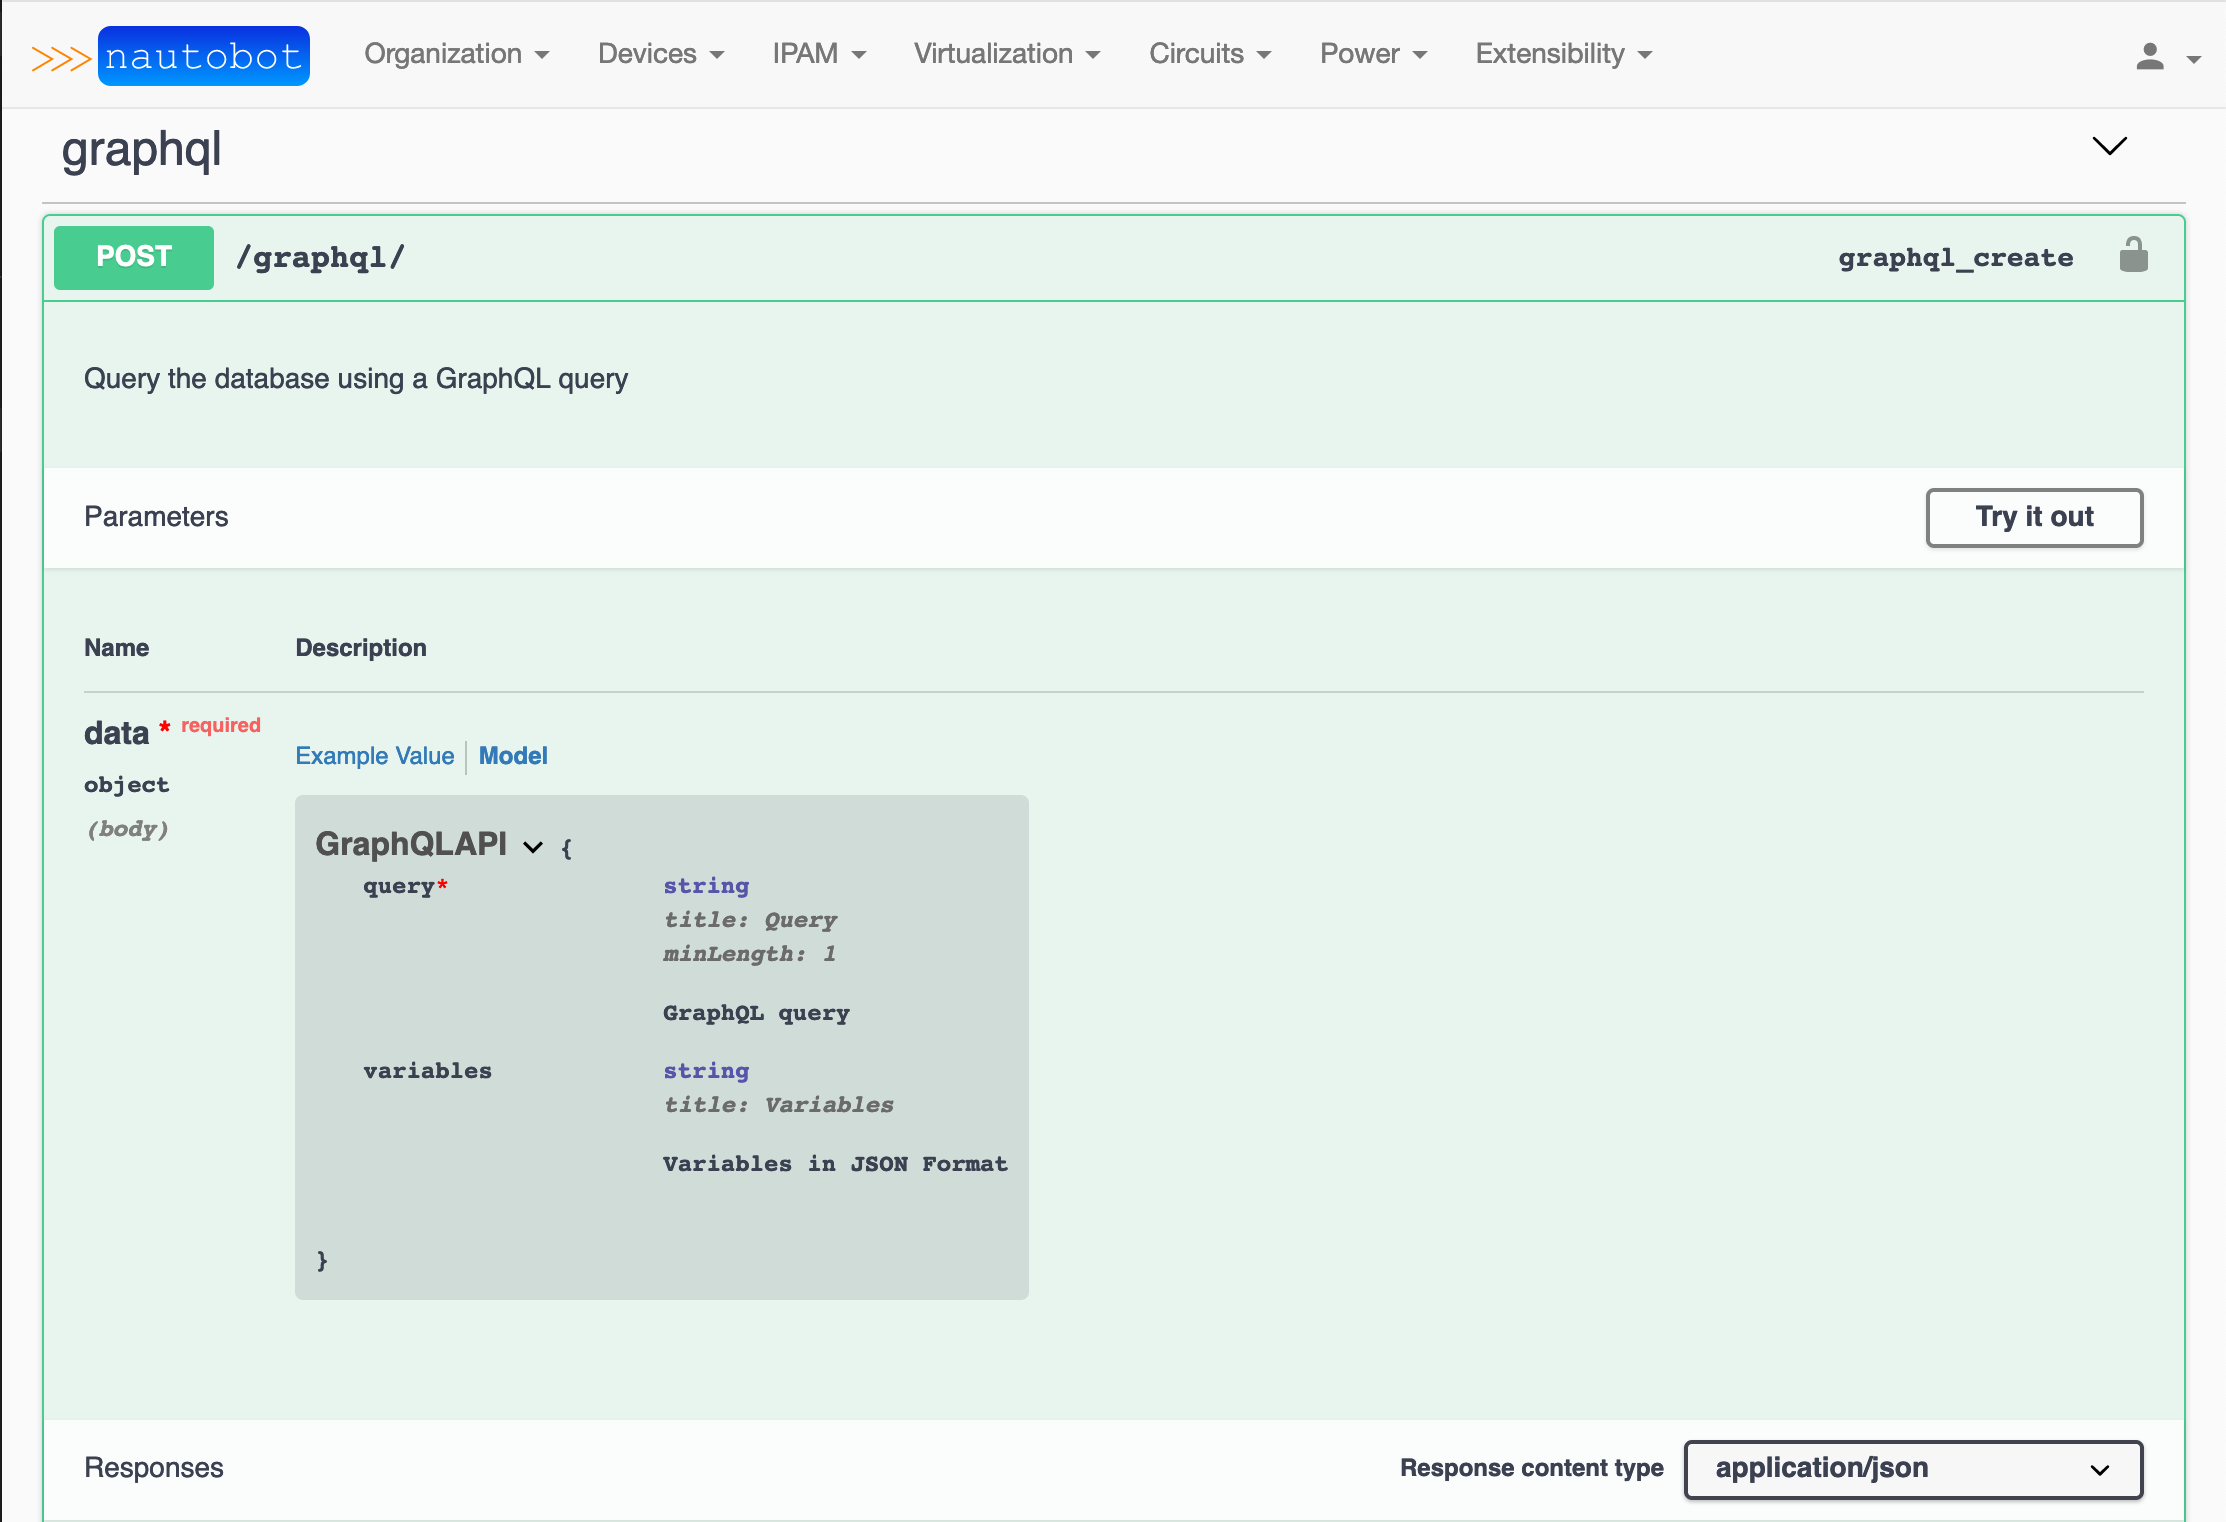 >>> nautobot Organization Devices IPAM Virtualization Circuits Power Extensibility
graphql
POST /graphql/ graphql_create
Query the database using a GraphQL query
Parameters Try it out
Name Description
data * required
Example Value Model
object
(body)
GraphQLAPI {
query* string
title: Query
minLength: 1
GraphQL query
variables string
title: Variables
Variables in JSON Format
}
Responses Response content type application/json